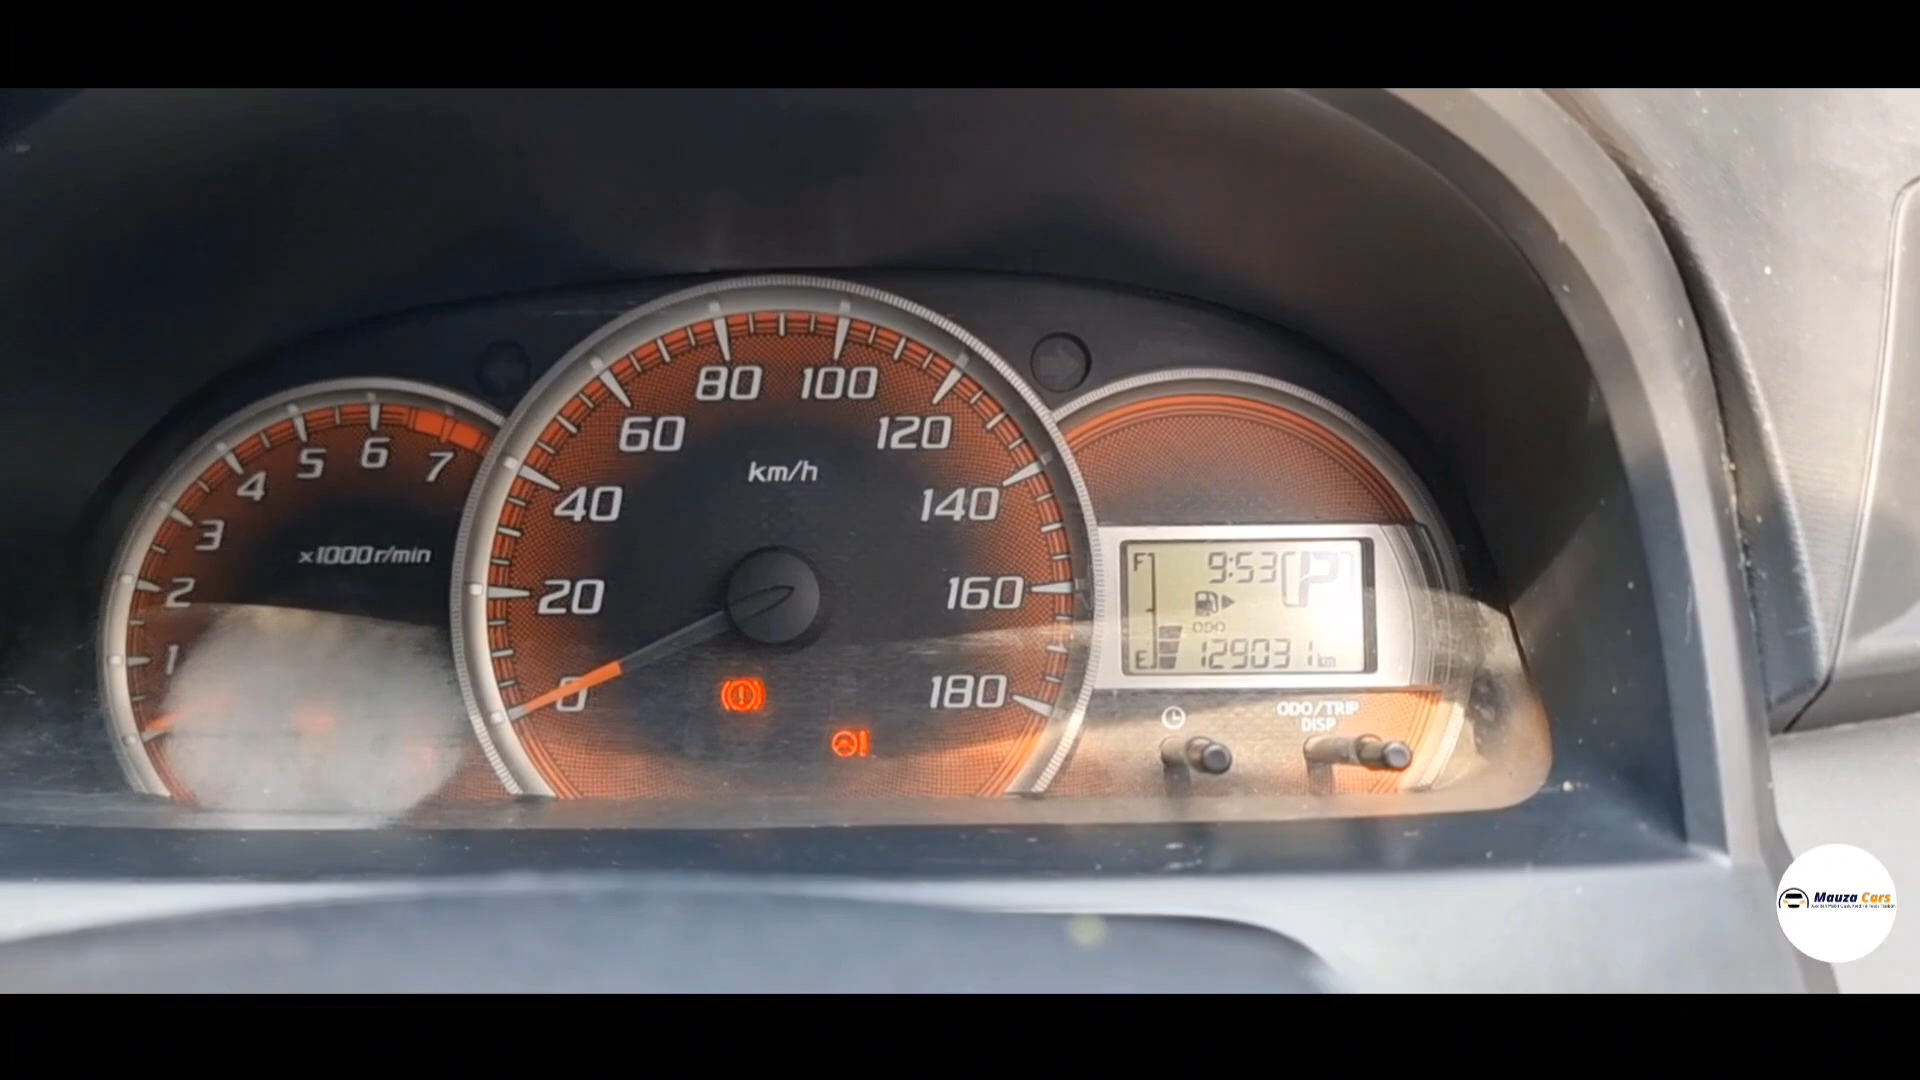 80 100
60 120
km/h
40 140
20 160
0 180
6
5 7
4
3
x1000r/min
2
1
F 9:53 P
ODO
E 129031 km
ODO/TRIP
DISP
Mauza Cars